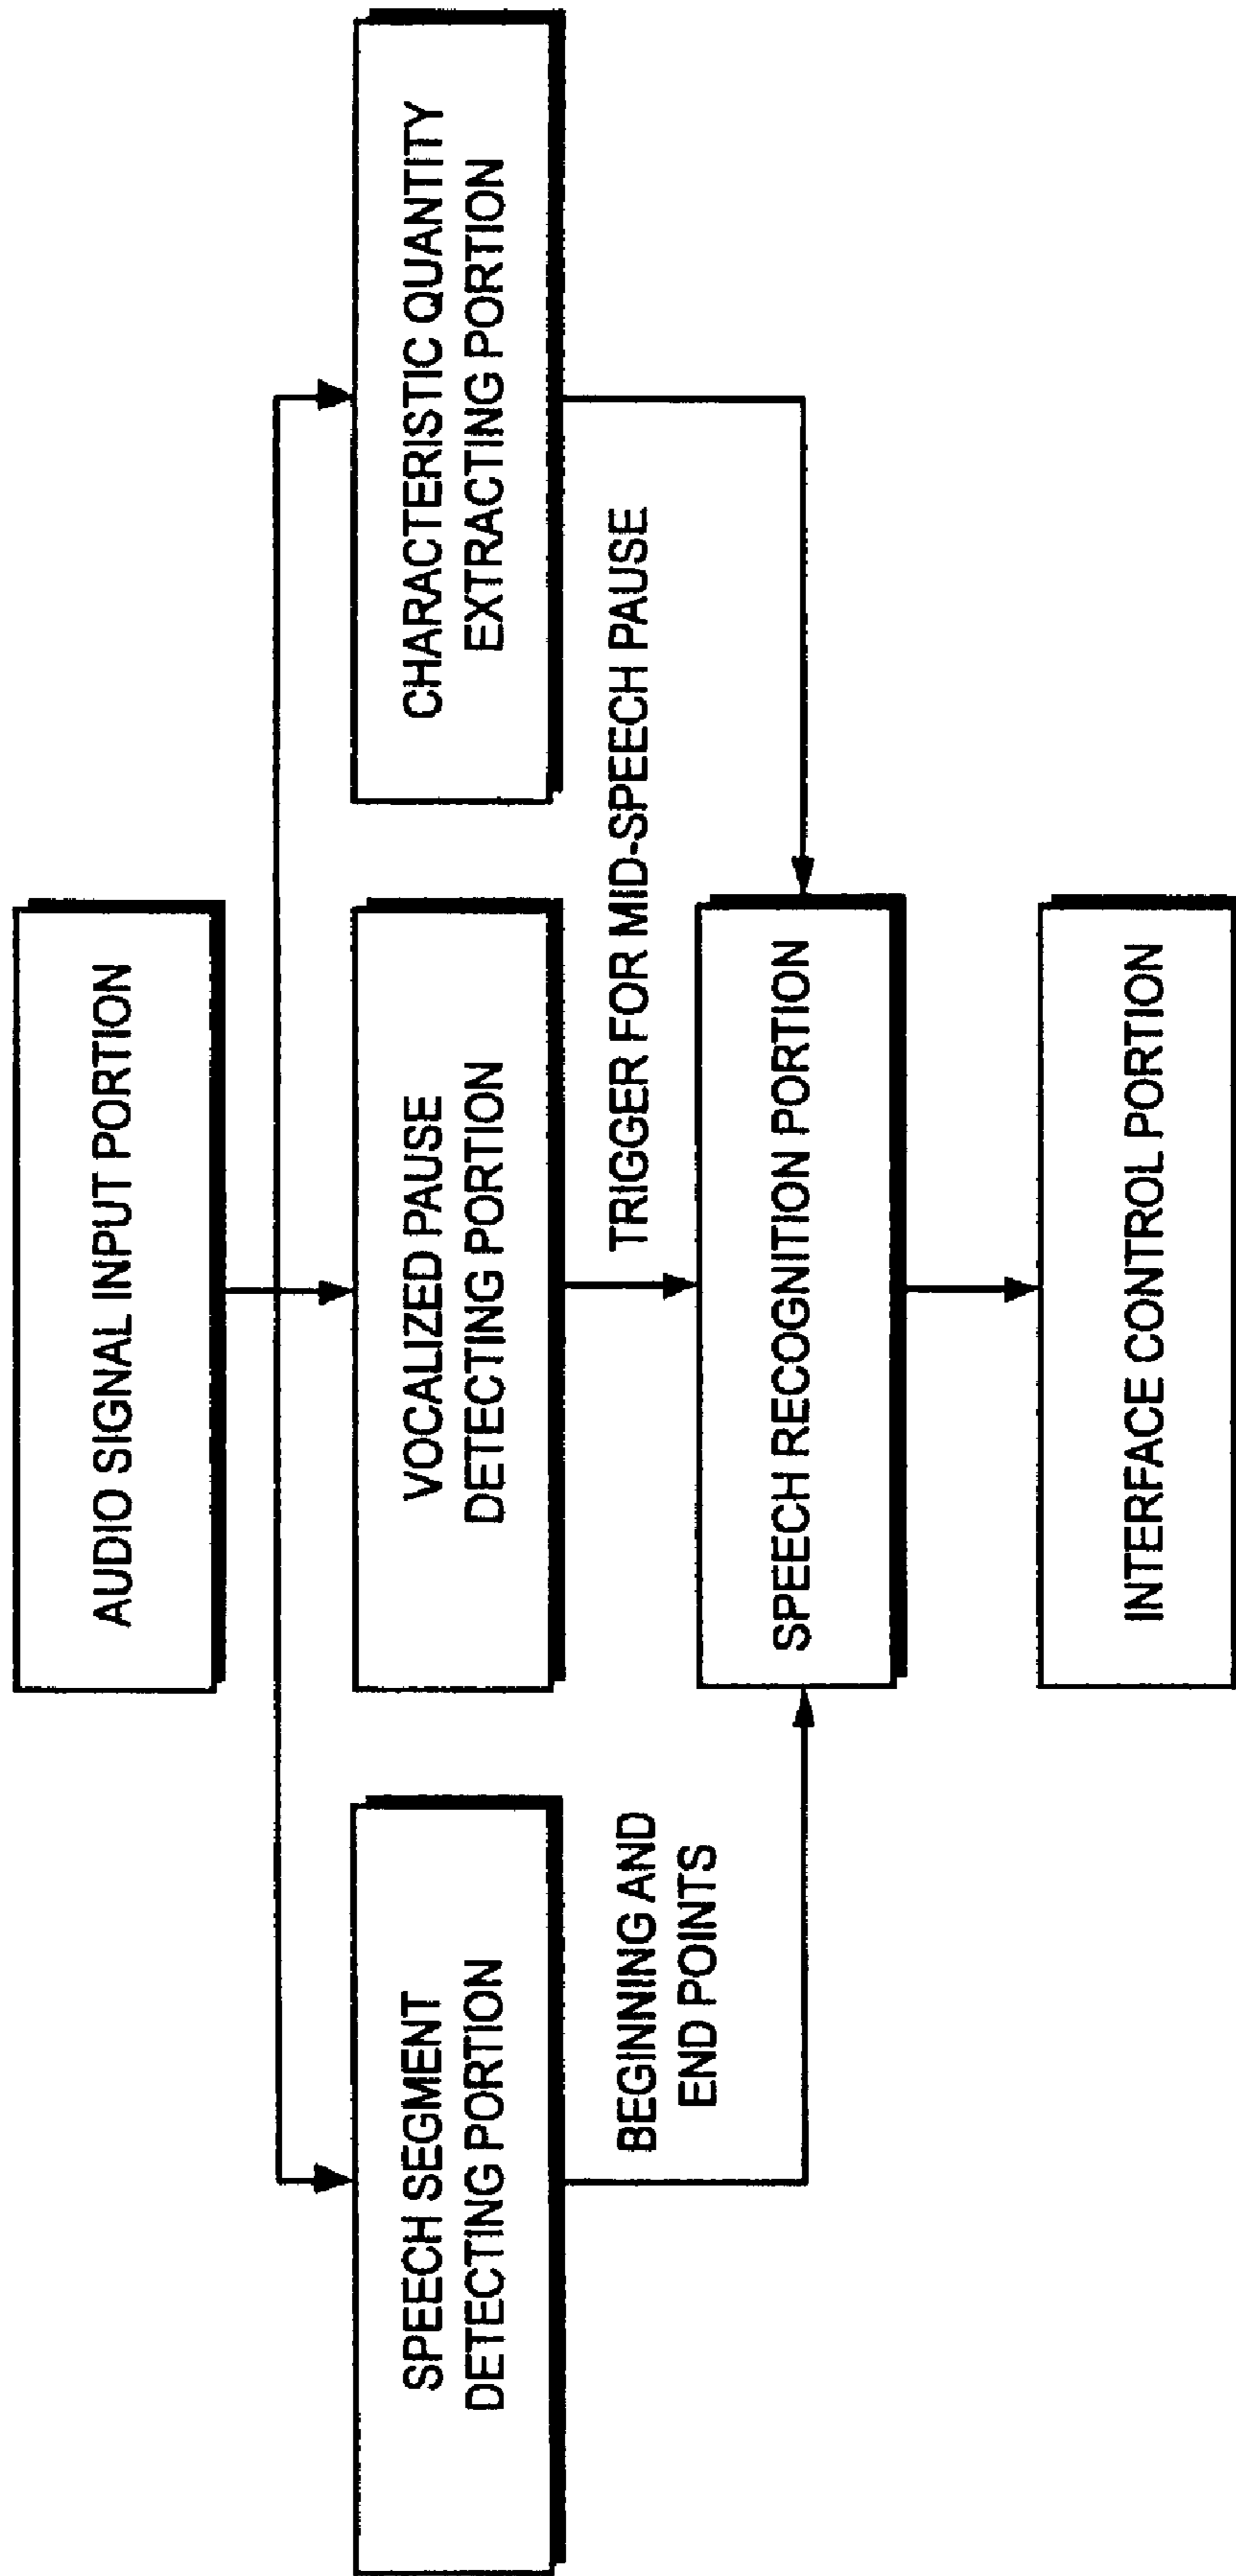 AUDIO SIGNAL INPUT PORTION
SPEECH SEGMENT
DETECTING PORTION
VOCALIZED PAUSE
DETECTING PORTION
CHARACTERISTIC QUANTITY
EXTRACTING PORTION
BEGINNING AND
END POINTS
TRIGGER FOR MID-SPEECH PAUSE
SPEECH RECOGNITION PORTION
INTERFACE CONTROL PORTION